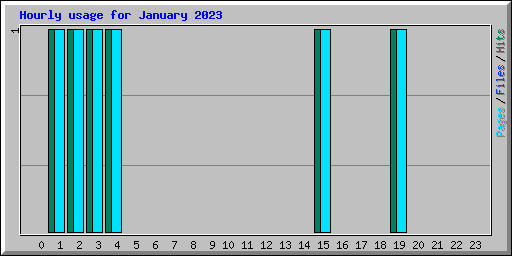 Hourly usage for January 2023
1
Pages/Files/Hits
0 1 2 3 4 5 6 7 8 9 10 11 12 13 14 15 16 17 18 19 20 21 22 23